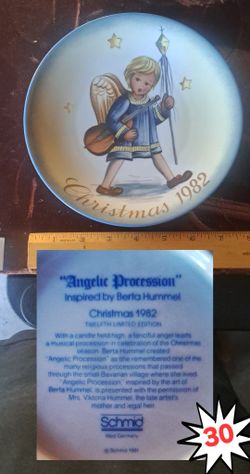 Christmas 1982
"Angelic Procession"
Inspired by Berta Hummel
Christmas 1982
TWELFTH LIMITED EDITION
With a candle held high, a fanciful angel leads
a musical procession in celebration of the Christmas
season. Berta Hummel created
"Angelic Procession" as she remembered one of the
many religious processions that passed
through the small Bavarian village where she lived.
"Angelic Procession", inspired by the art of
Berta Hummel, is presented with the permission of
Mrs. Viktoria Hummel, the late artist's
mother and legal heir.
Schmid
West Germany
© Schmid 1981
30